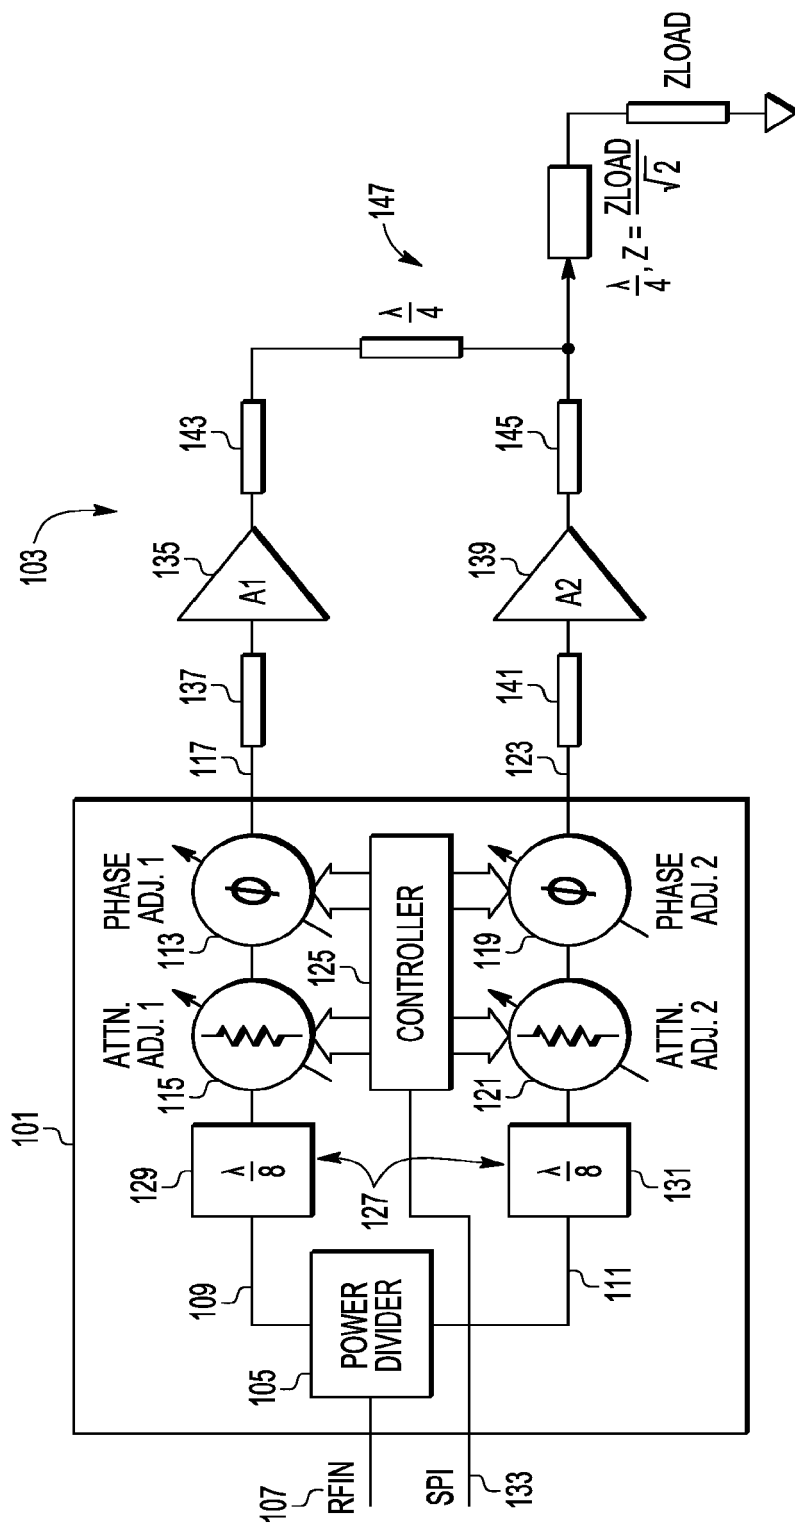 103
101
PHASE
ADJ. 1
ATTN.
ADJ. 1
113
115
117
137
135
A1
143
129
λ/8
109
Φ
λ/4
147
105
POWER
DIVIDER
127
125
CONTROLLER
107
RFIN
SPI
133
111
131
λ/8
121
119
Φ
123
141
139
A2
145
ATTN.
ADJ. 2
PHASE
ADJ. 2
λ/4, Z = ZLOAD/√2
ZLOAD